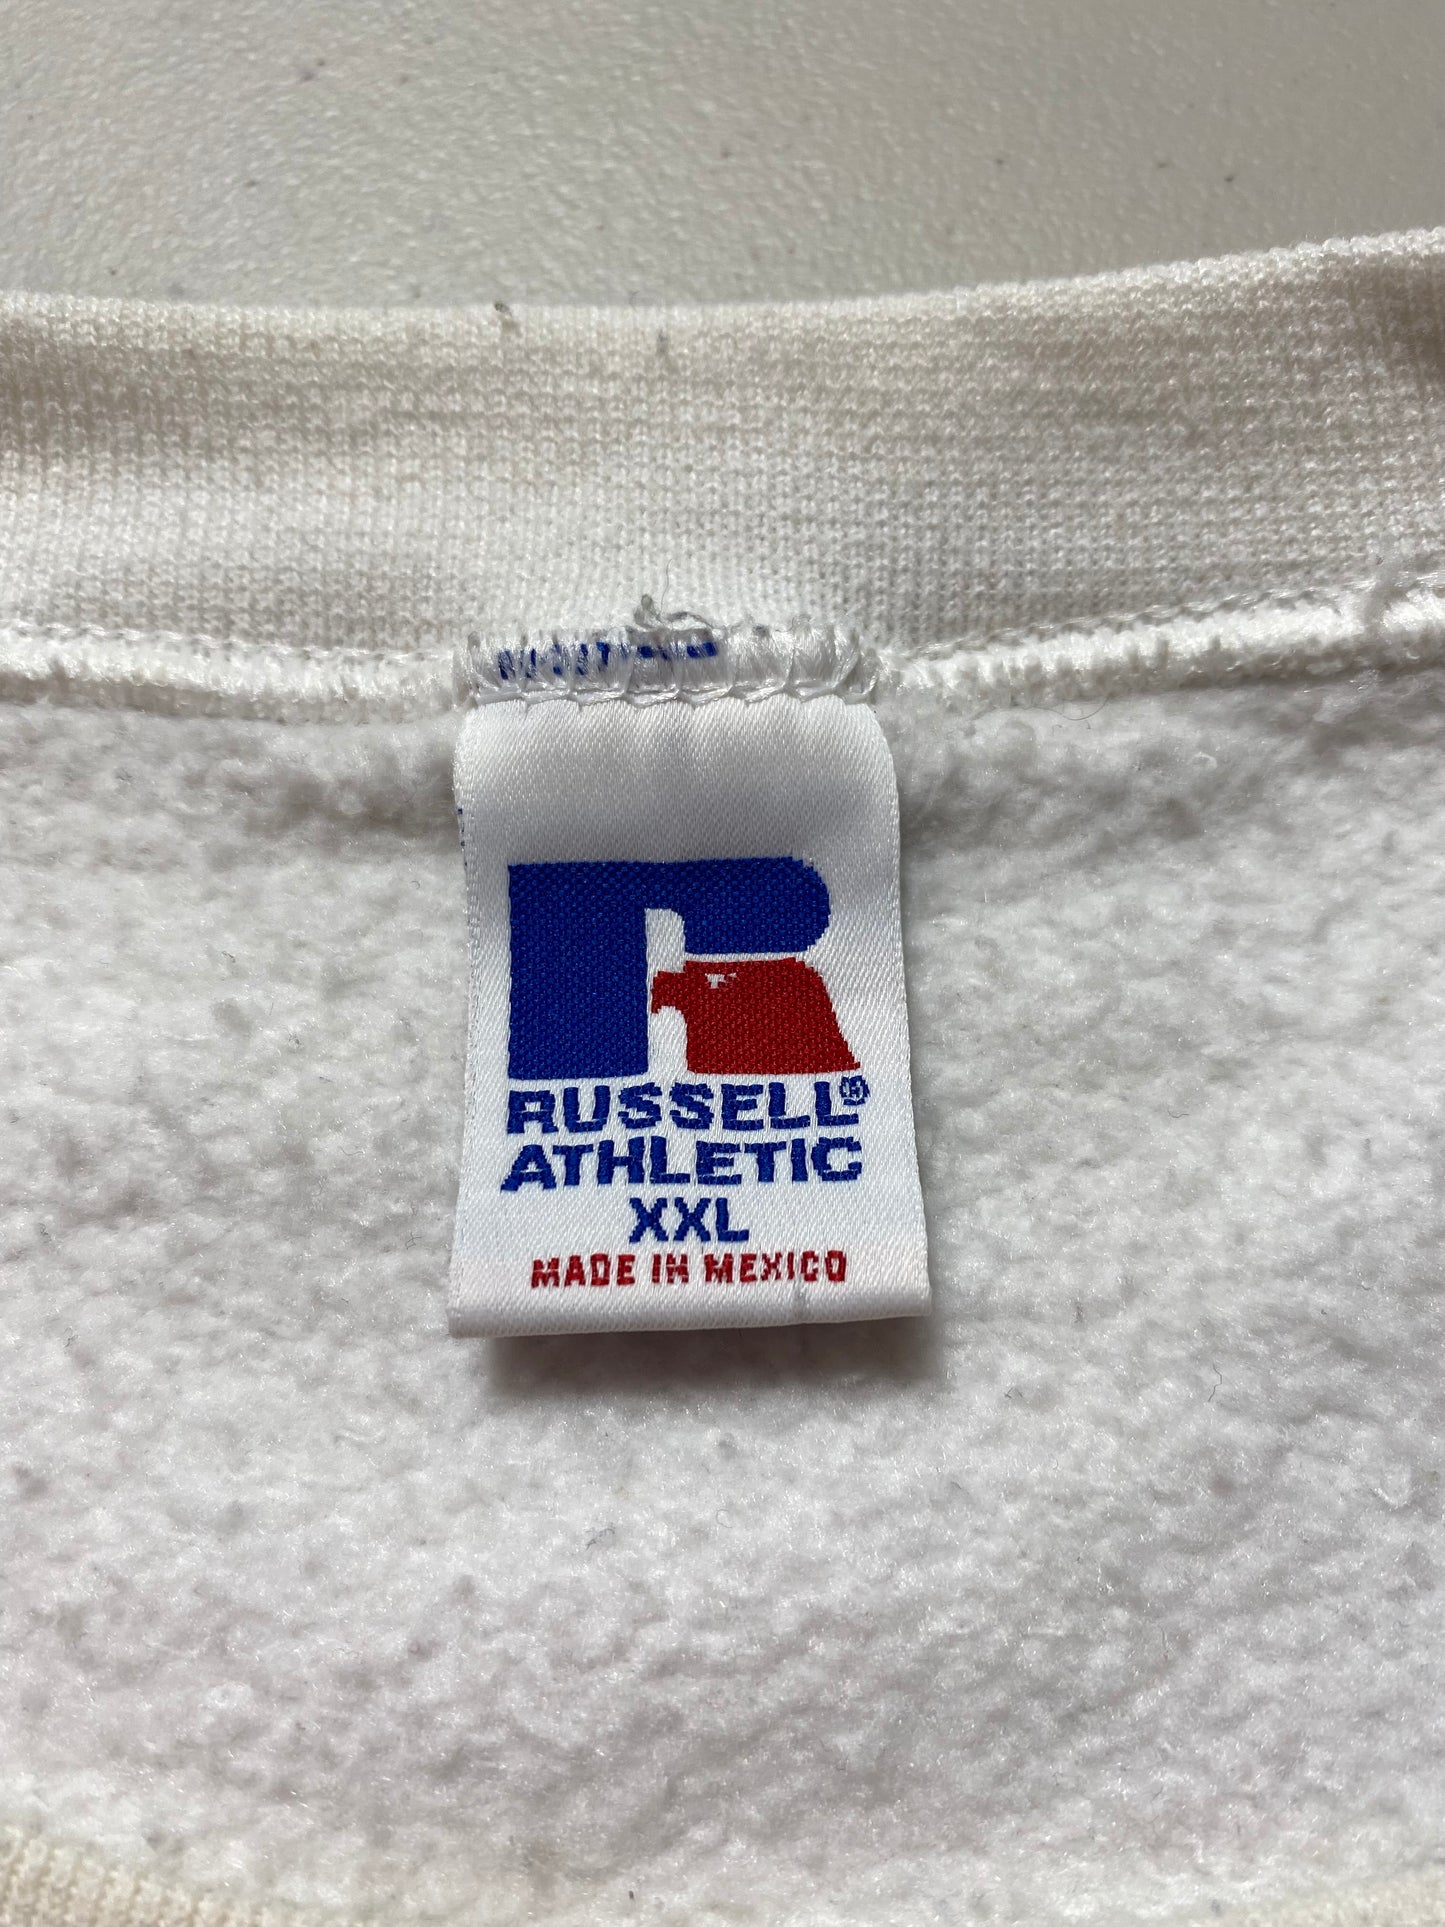 RUSSELL®
ATHLETIC
XXL
MADE IN MEXICO